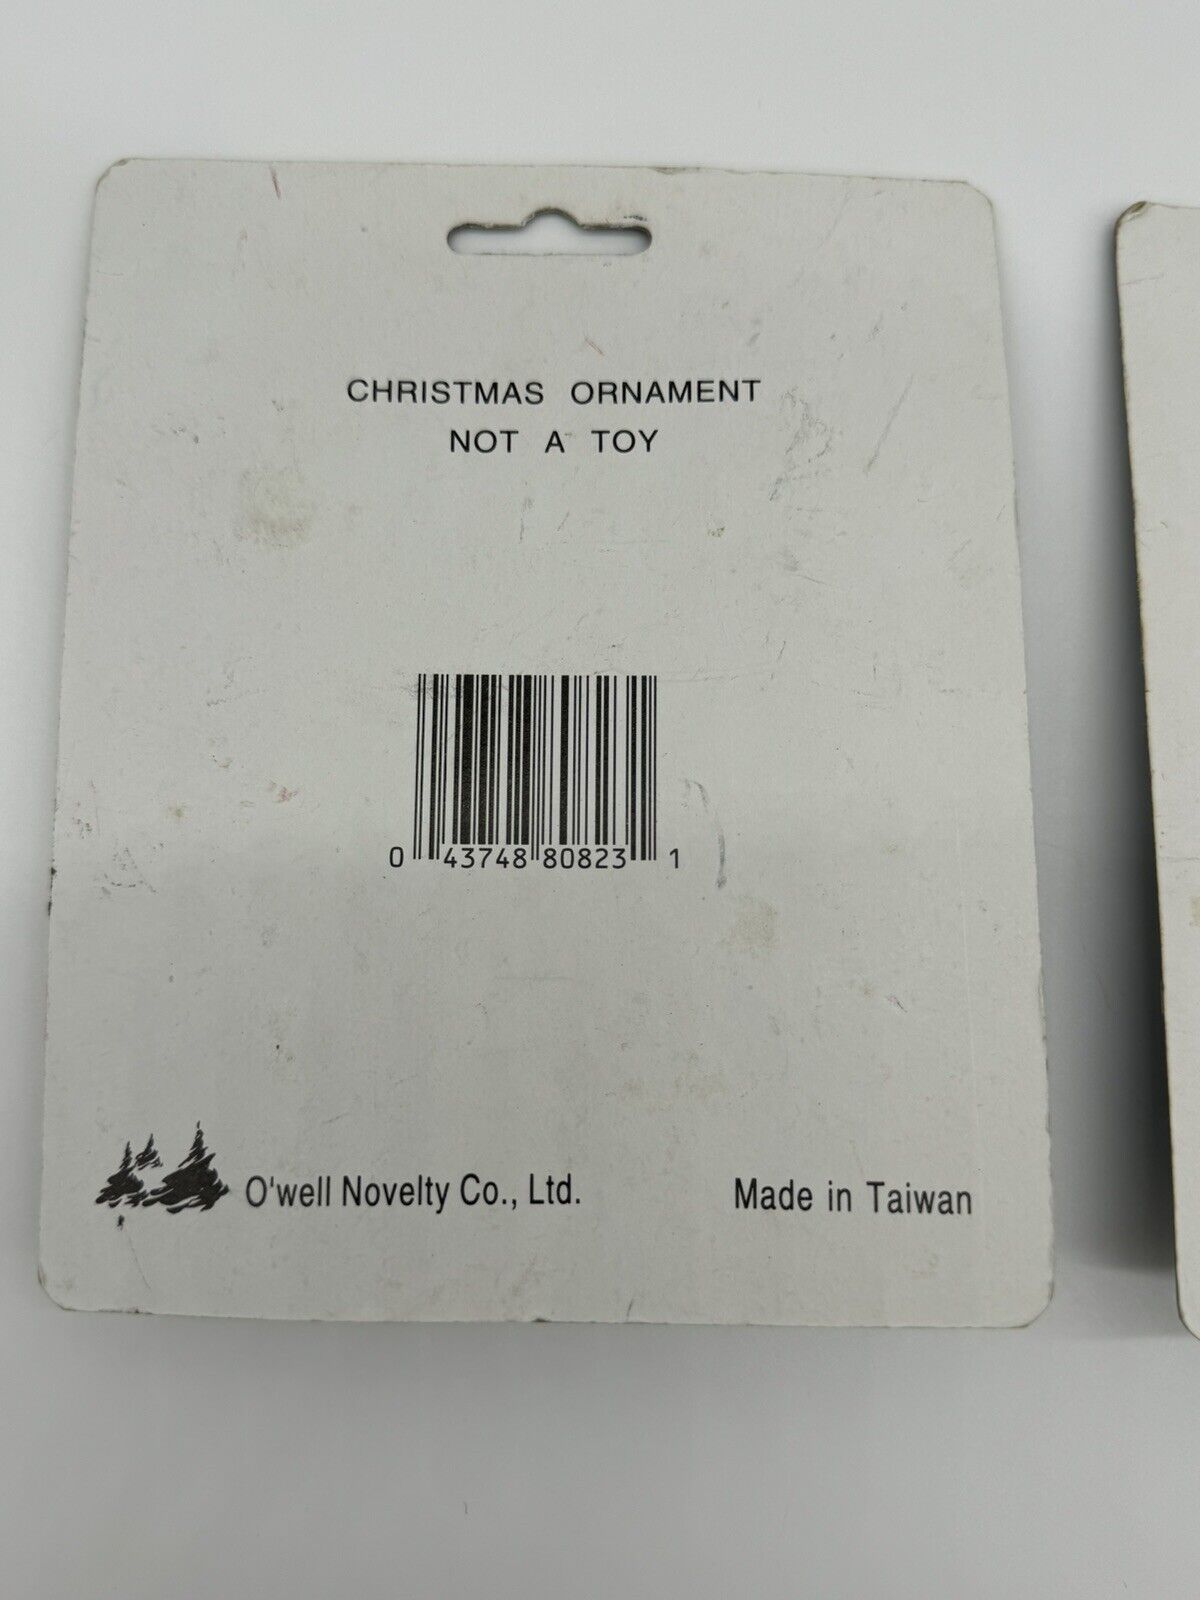 CHRISTMAS ORNAMENT
NOT A TOY
0 43748 80823 1
O'well Novelty Co., Ltd.
Made in Taiwan